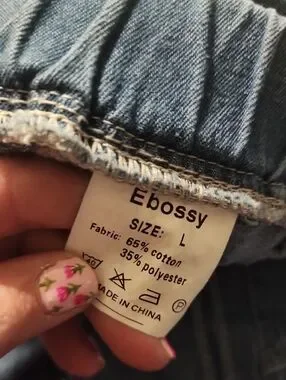 Ebossy
SIZE: L
Fabric: 65% cotton
35% polyester
P
MADE IN CHINA